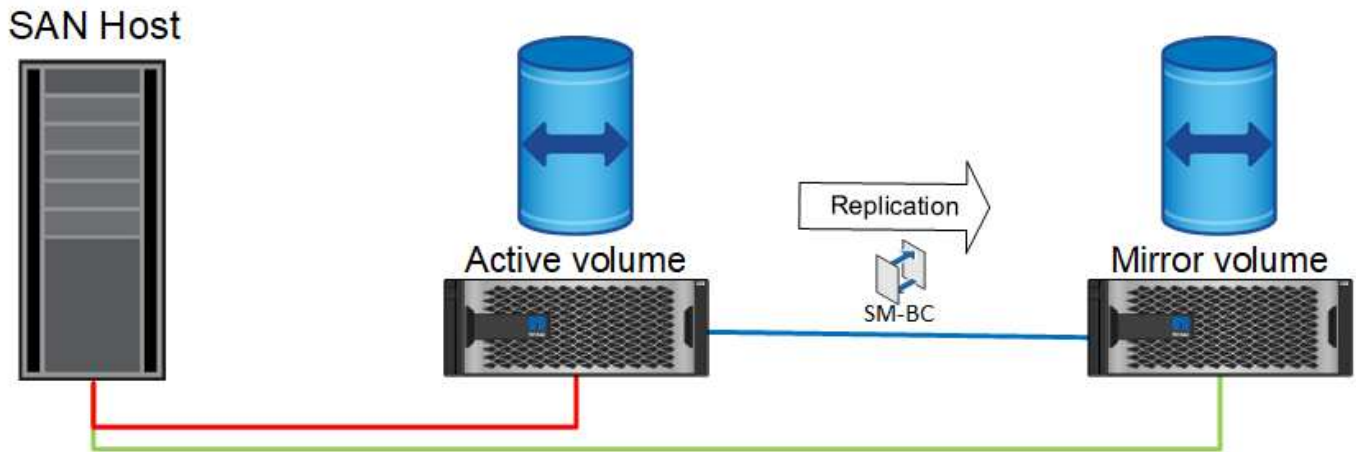 SAN Host
Replication
Active volume
Mirror volume
SM-BC